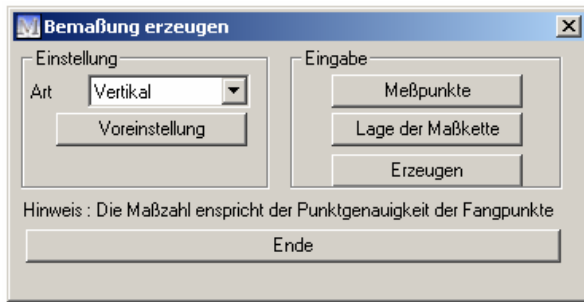 Bemaßung erzeugen
Einstellung
Art Vertikal
Voreinstellung
Eingabe
Meßpunkte
Lage der Maßkette
Erzeugen
Hinweis : Die Maßzahl enspricht der Punktgenauigkeit der Fangpunkte
Ende